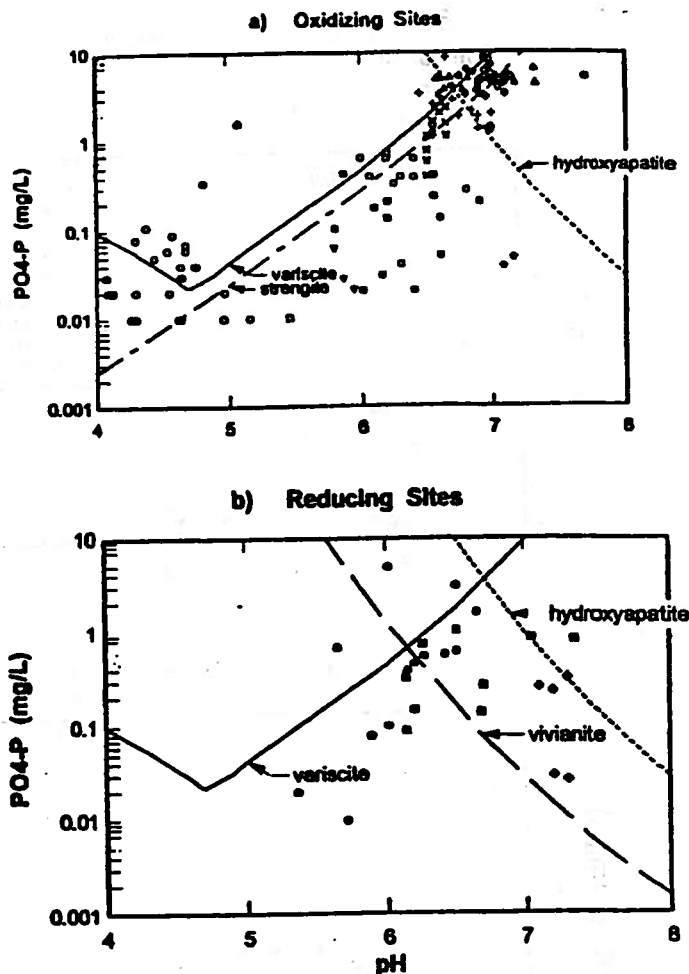 a) Oxidizing Sites
PO4-P (mg/L)
10
1
0.1
0.01
0.001
hydroxyapatite
variscite
strengite
4 5 6 7 8
b) Reducing Sites
PO4-P (mg/L)
10
1
0.1
0.01
0.001
hydroxyapatite
vivianite
variscite
4 5 6 7 8
pH